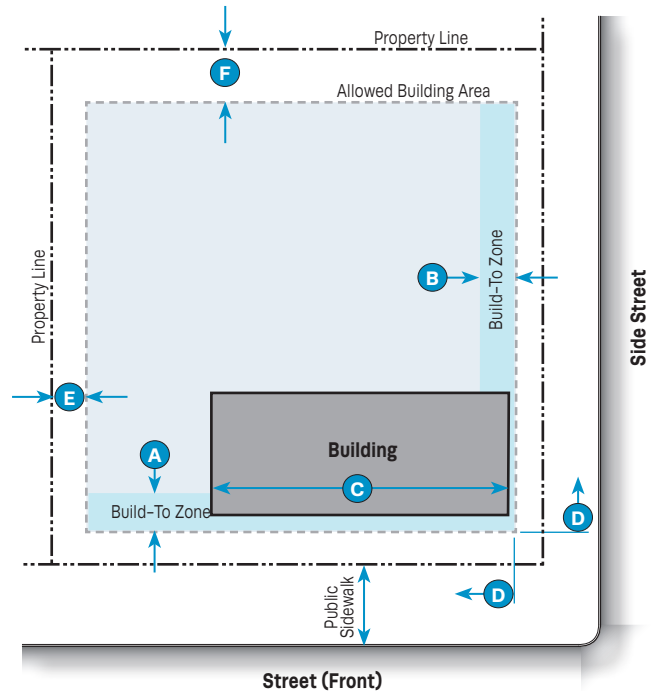 Property Line
F
Allowed Building Area
Property Line
B
Build-To Zone
Side Street
E
Building
A
C
Build-To Zone
D
D
Public
Sidewalk
Street (Front)